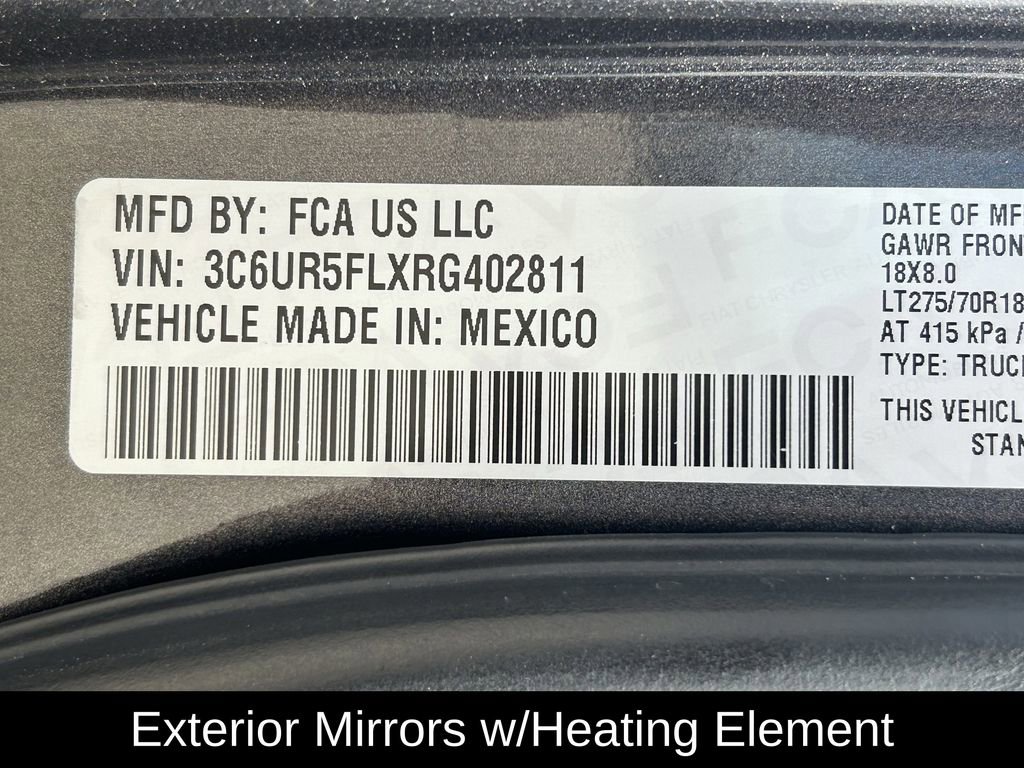 MFD BY: FCA US LLC
VIN: 3C6UR5FLXRG402811
VEHICLE MADE IN: MEXICO
DATE OF MF
GAWR FRON
18X8.0
LT275/70R18
AT 415 kPa /
TYPE: TRUC
THIS VEHICL
STAN
Exterior Mirrors w/Heating Element